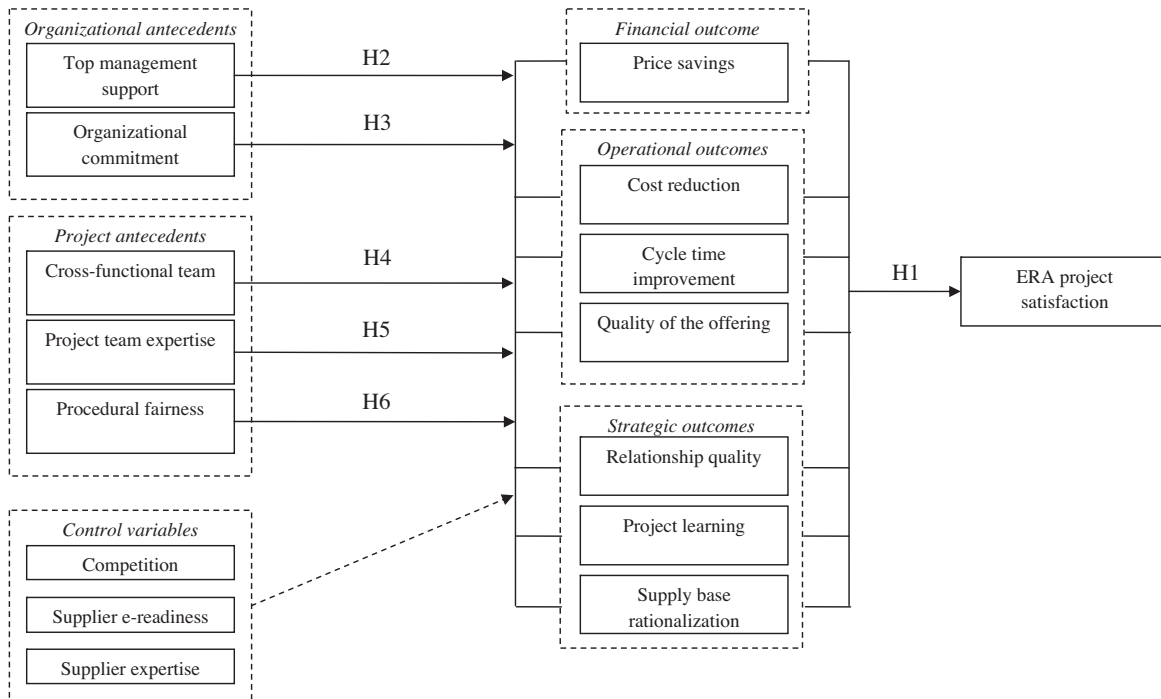 Organizational antecedents
Top management
support
Organizational
commitment
Project antecedents
Cross-functional team
Project team expertise
Procedural fairness
Control variables
Competition
Supplier e-readiness
Supplier expertise
H2
H3
H4
H5
H6
Financial outcome
Price savings
Operational outcomes
Cost reduction
Cycle time
improvement
Quality of the offering
Strategic outcomes
Relationship quality
Project learning
Supply base
rationalization
H1
ERA project
satisfaction